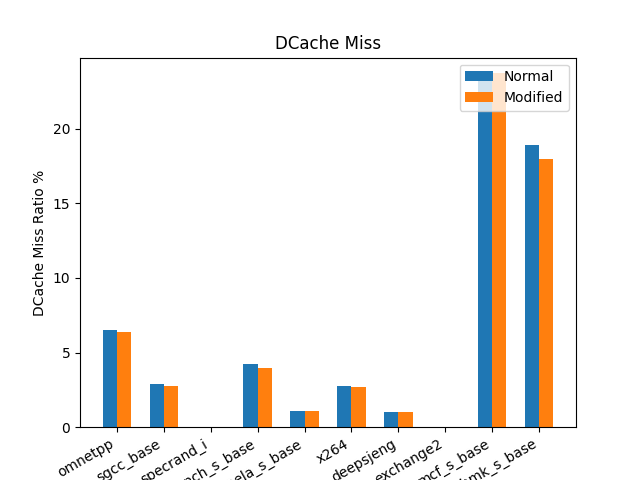 DCache Miss
Normal
Modified
DCache Miss Ratio %
20
15
10
5
0
omnetpp
sgcc_base
specrand_i
nch_s_base
ela_s_base
x264
deepsjeng
exchange2
mcf_s_base
mk_s_base